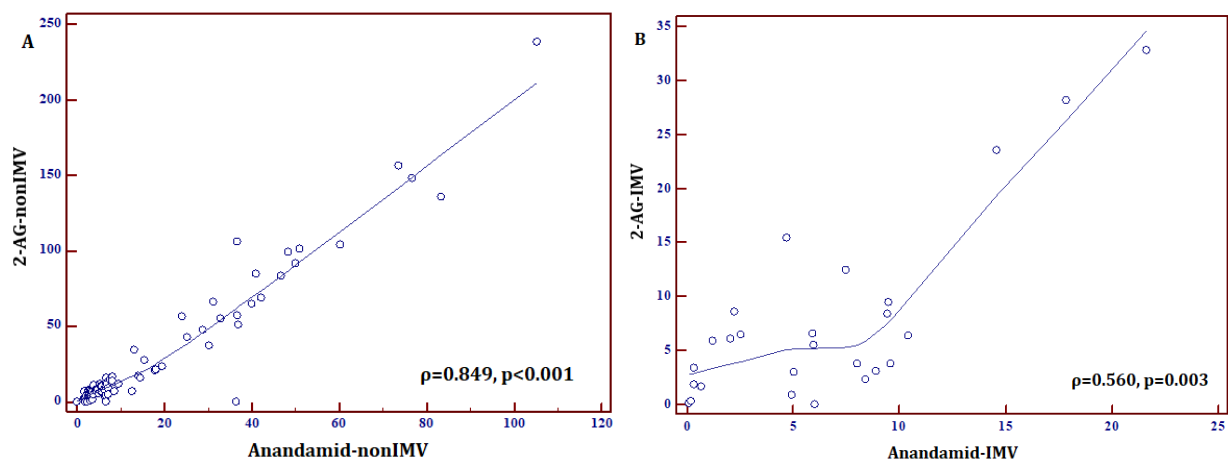 A
250
200
150
100
50
0
2-AG-nonIMV
0 20 40 60 80 100 120
Anandamid-nonIMV
ρ=0.849, p<0.001
B
35
30
25
20
15
10
5
0
2-AG-IMV
0 5 10 15 20 25
Anandamid-IMV
ρ=0.560, p=0.003